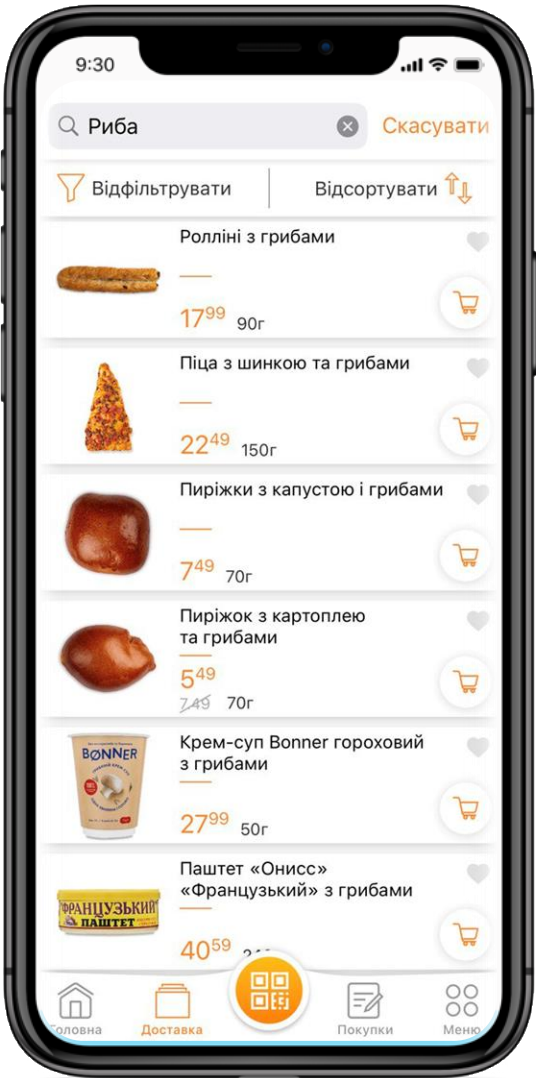 9:30
Риба
Скасувати
Відфільтрувати
Відсортувати
Ролліні з грибами
17⁹⁹ 90г
Піца з шинкою та грибами
22⁴⁹ 150г
Пиріжки з капустою і грибами
7⁴⁹ 70г
Пиріжок з картоплею
та грибами
5⁴⁹
7.49 70г
Крем-суп Bonner гороховий
з грибами
BØNNER
27⁹⁹ 50г
Паштет «Онисс»
«Французький» з грибами
ФРАНЦУЗЬКИЙ
ПАШТЕТ
40⁵⁹
Головна
Доставка
Покупки
Меню